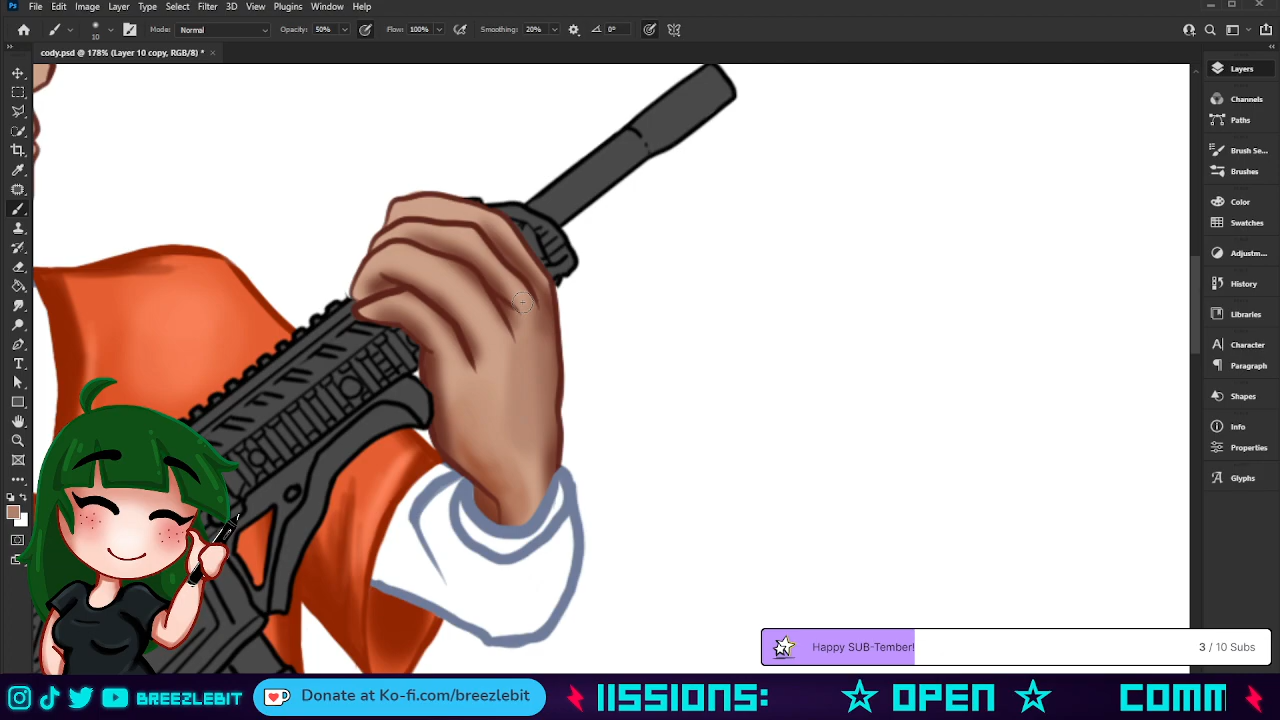 Ps File Edit Image Layer Type Select Filter 3D View Plugins Window Help
10 Mode: Normal Opacity: 50% Flow: 100% Smoothing: 20% 0°
cody.psd @ 178% (Layer 10 copy, RGB/8) * ×
Layers
Channels
Paths
Brush Se...
Brushes
Color
Swatches
Adjustm...
History
Libraries
Character
Paragraph
Shapes
Info
Properties
Glyphs
Happy SUB-Tember! 3 / 10 Subs
BREEZLEBIT Donate at Ko-fi.com/breezlebit IISSIONS: OPEN COMM